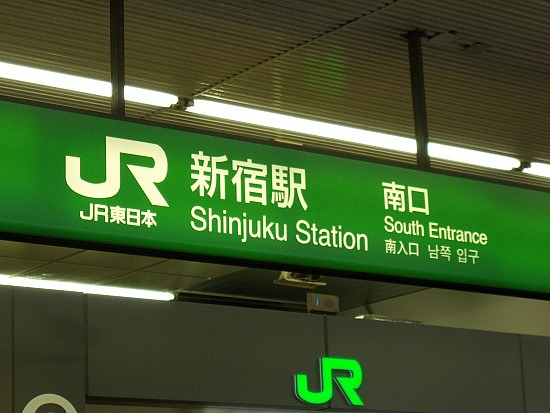 JR
JR東日本
新宿駅
Shinjuku Station
南口
South Entrance
南入口 남쪽 입구
JR